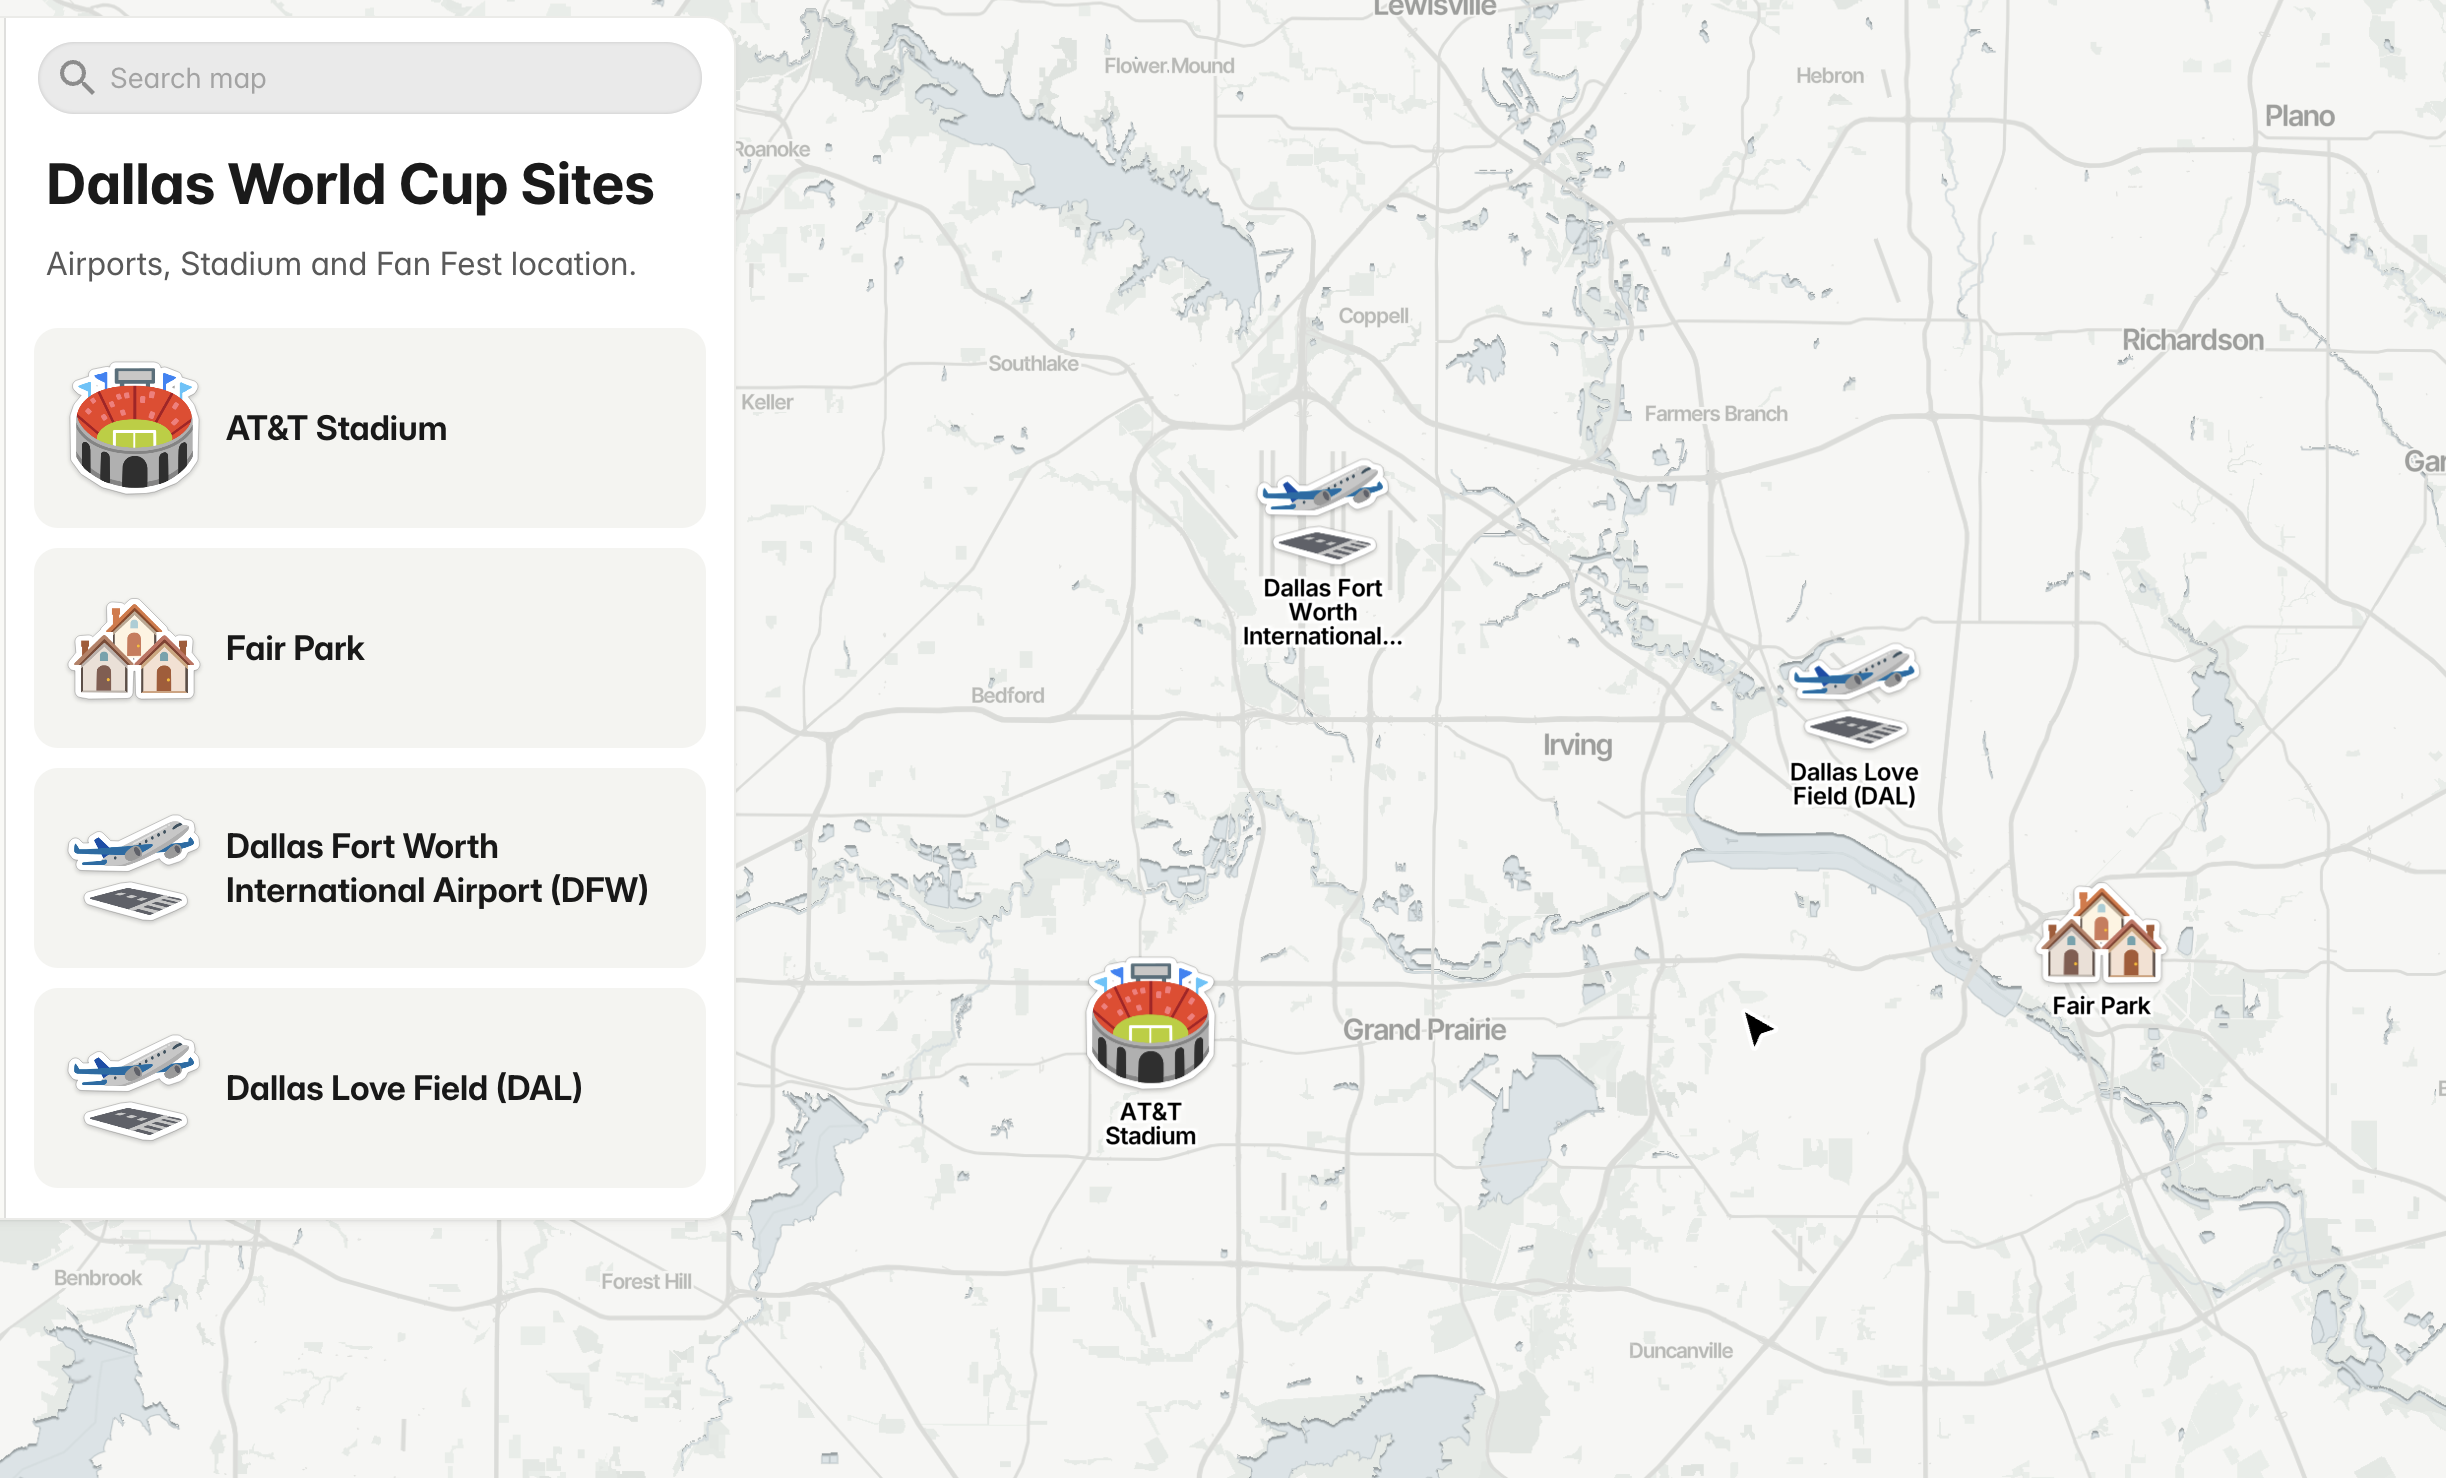 Search map
Dallas World Cup Sites
Airports, Stadium and Fan Fest location.
AT&T Stadium
Fair Park
Dallas Fort Worth
International Airport (DFW)
Dallas Love Field (DAL)
Lewisville
Flower Mound
Hebron
Plano
Roanoke
Coppell
Richardson
Southlake
Keller
Farmers Branch
Gar
Dallas Fort
Worth
International...
Bedford
Irving
Dallas Love
Field (DAL)
Fair Park
Grand Prairie
AT&T
Stadium
Benbrook
Forest Hill
Duncanville